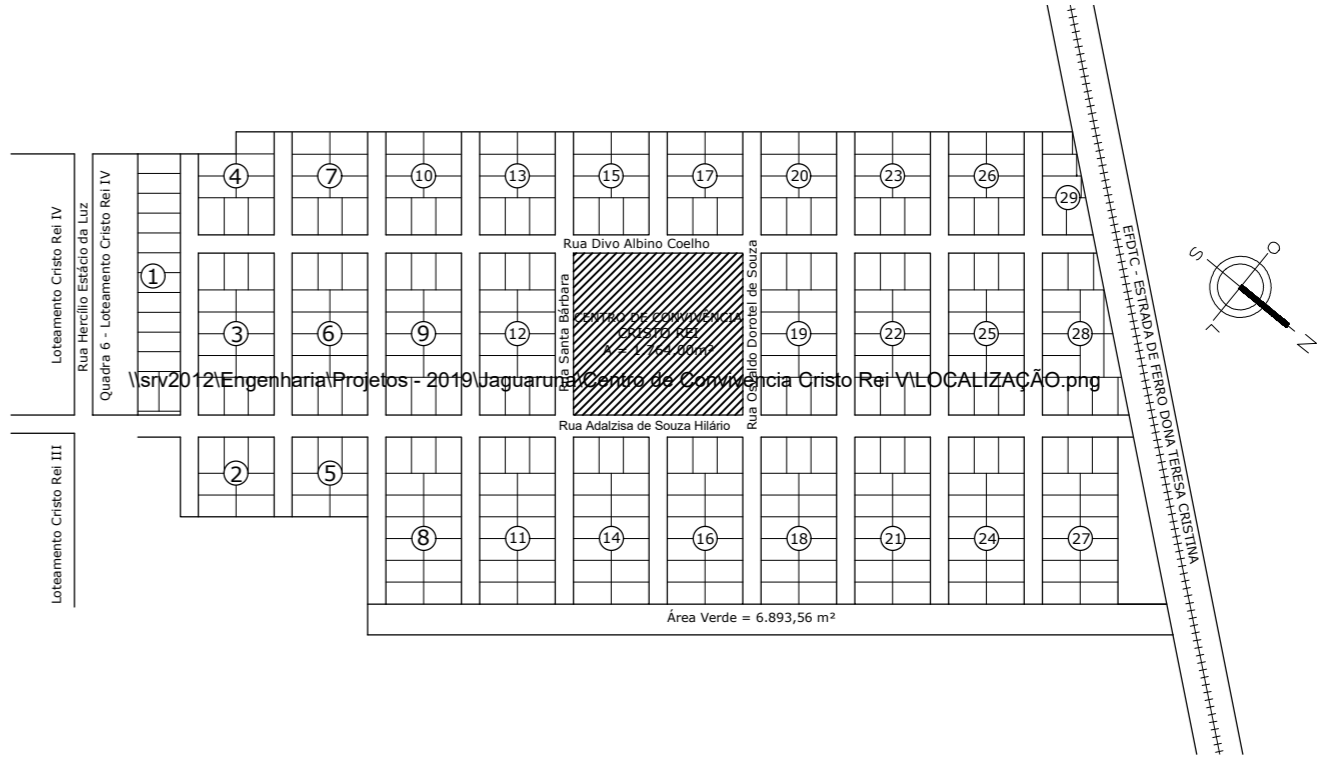 4
7
10
13
15
17
20
23
26
29
Loteamento Cristo Rei IV
Rua Hercílio Estácio da Luz
Quadra 6 - Loteamento Cristo Rei IV
1
3
6
9
12
Rua Divo Albino Coelho
Rua Santa Bárbara
CENTRO DE CONVIVÊNCIA
CRISTO REI
A = 1.764,00m²
Rua Osvaldo Dorotel de Souza
19
22
25
28
\\srv2012\Engenharia\Projetos - 2019\Jaguaruna\Centro de Convivência Cristo Rei V\LOCALIZAÇÃO.png
Rua Adalzisa de Souza Hilário
EFDTC - ESTRADA DE FERRO DONA TERESA CRISTINA
S
O
L
N
Loteamento Cristo Rei III
2
5
8
11
14
16
18
21
24
27
Área Verde = 6.893,56 m²